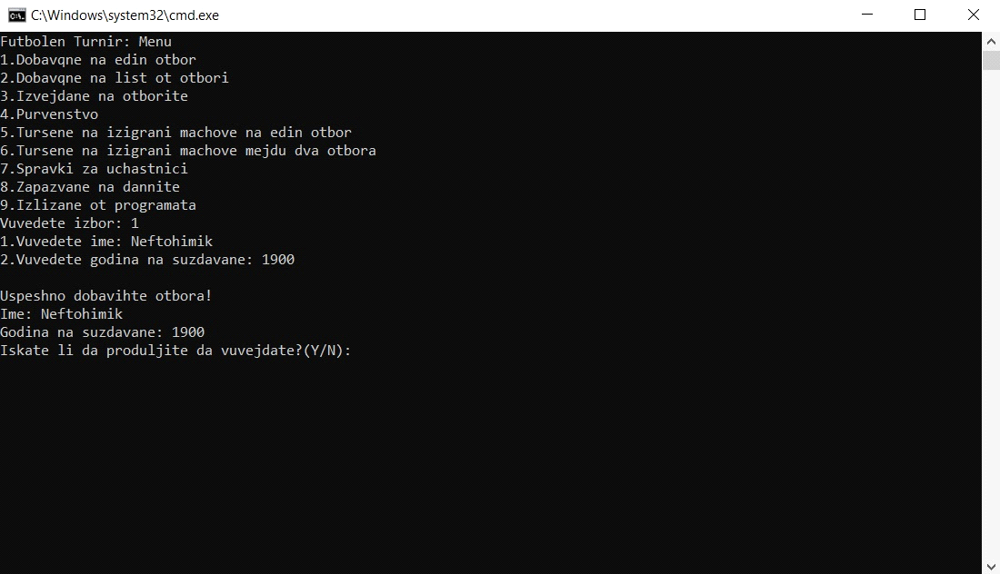 C:\Windows\system32\cmd.exe
Futbolen Turnir: Menu
1.Dobavqne na edin otbor
2.Dobavqne na list ot otbori
3.Izvejdane na otborite
4.Purvenstvo
5.Tursene na izigrani machove na edin otbor
6.Tursene na izigrani machove mejdu dva otbora
7.Spravki za uchastnici
8.Zapazvane na dannite
9.Izlizane ot programata
Vuvedete izbor: 1
1.Vuvedete ime: Neftohimik
2.Vuvedete godina na suzdavane: 1900
Uspeshno dobavihte otbora!
Ime: Neftohimik
Godina na suzdavane: 1900
Iskate li da produljite da vuvejdate?(Y/N):